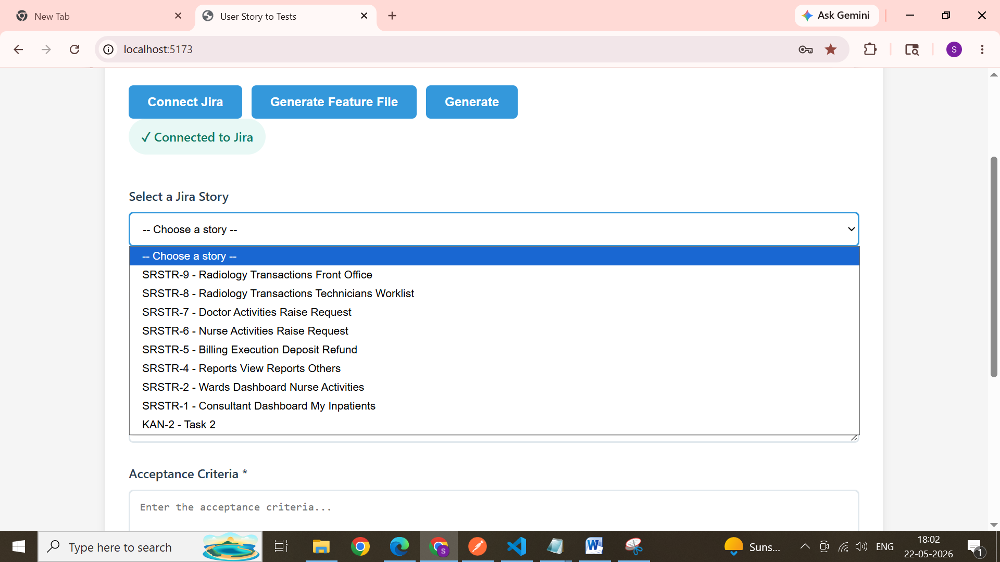 New Tab
User Story to Tests
Ask Gemini
localhost:5173
S
Connect Jira
Generate Feature File
Generate
✓ Connected to Jira
Select a Jira Story
-- Choose a story --
-- Choose a story --
SRSTR-9 - Radiology Transactions Front Office
SRSTR-8 - Radiology Transactions Technicians Worklist
SRSTR-7 - Doctor Activities Raise Request
SRSTR-6 - Nurse Activities Raise Request
SRSTR-5 - Billing Execution Deposit Refund
SRSTR-4 - Reports View Reports Others
SRSTR-2 - Wards Dashboard Nurse Activities
SRSTR-1 - Consultant Dashboard My Inpatients
KAN-2 - Task 2
Acceptance Criteria *
Enter the acceptance criteria...
Type here to search
S
W
Suns...
ENG
18:02
22-05-2026
1